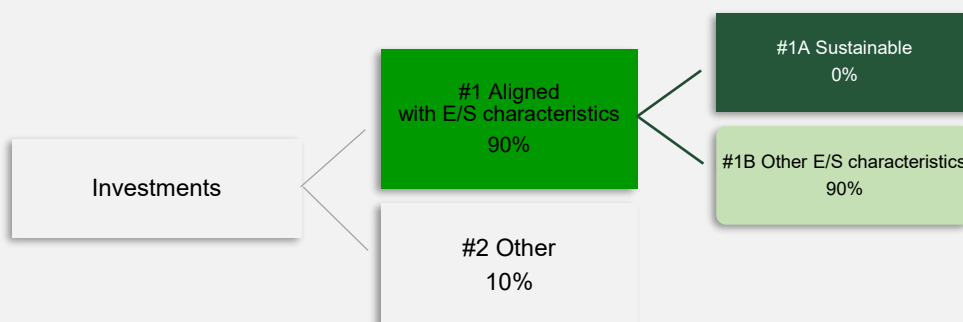 Investments
#1 Aligned
with E/S characteristics
90%
#2 Other
10%
#1A Sustainable
0%
#1B Other E/S characteristics
90%